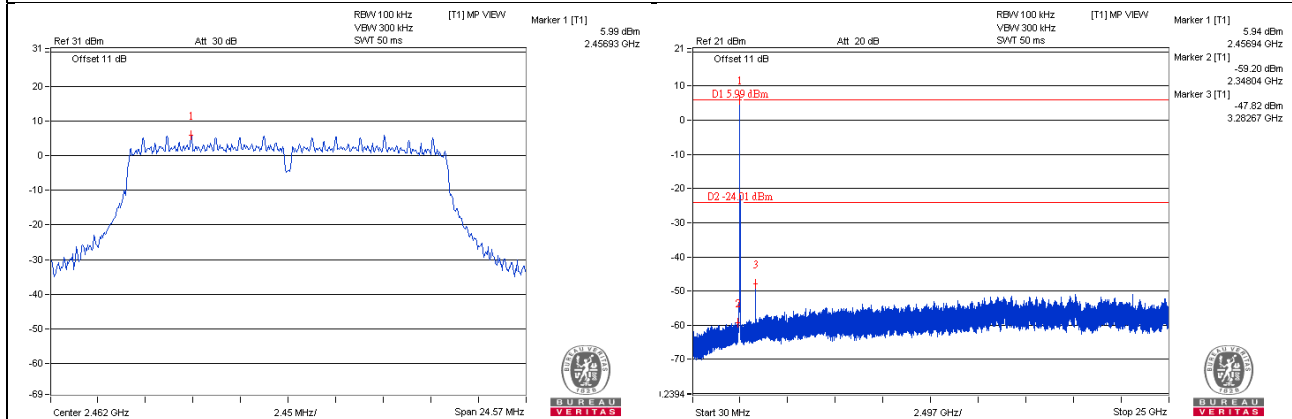 RBW 100 kHz [T1] MP VIEW
VBW 300 kHz
Ref 31 dBm Att 30 dB SWT 50 ms
Marker 1 [T1]
5.99 dBm
2.45693 GHz
31
Offset 11 dB
20
10
0
-10
-20
-30
-40
-50
-60
-69
1
Center 2.462 GHz 2.45 MHz/ Span 24.57 MHz
BUREAU VERITAS
1828
BUREAU
VERITAS
RBW 100 kHz [T1] MP VIEW
VBW 300 kHz
Ref 21 dBm Att 20 dB SWT 50 ms
Marker 1 [T1]
5.94 dBm
2.45694 GHz
Marker 2 [T1]
-59.20 dBm
2.34804 GHz
Marker 3 [T1]
-47.82 dBm
3.28267 GHz
21
Offset 11 dB
10
0
-10
-20
-30
-40
-50
-60
-70
1
D1 5.99 dBm
D2 -24.01 dBm
3
2
.2394
Start 30 MHz 2.497 GHz/ Stop 25 GHz
BUREAU VERITAS
1828
BUREAU
VERITAS